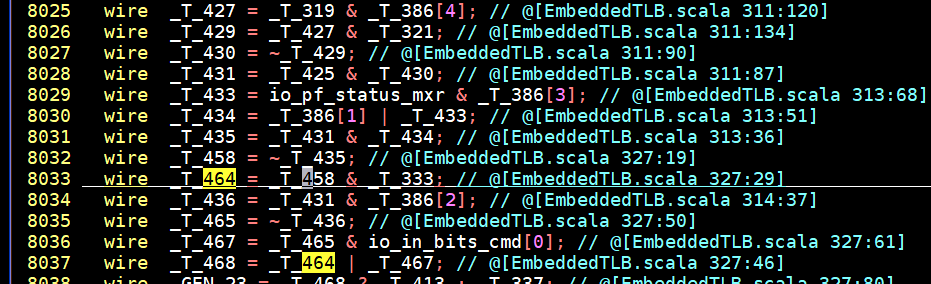 8025 wire _T_427 = _T_319 & _T_386[4]; // @[EmbeddedTLB.scala 311:120]
8026 wire _T_429 = _T_427 & _T_321; // @[EmbeddedTLB.scala 311:134]
8027 wire _T_430 = ~_T_429; // @[EmbeddedTLB.scala 311:90]
8028 wire _T_431 = _T_425 & _T_430; // @[EmbeddedTLB.scala 311:87]
8029 wire _T_433 = io_pf_status_mxr & _T_386[3]; // @[EmbeddedTLB.scala 313:68]
8030 wire _T_434 = _T_386[1] | _T_433; // @[EmbeddedTLB.scala 313:51]
8031 wire _T_435 = _T_431 & _T_434; // @[EmbeddedTLB.scala 313:36]
8032 wire _T_458 = ~_T_435; // @[EmbeddedTLB.scala 327:19]
8033 wire _T_464 = _T_458 & _T_333; // @[EmbeddedTLB.scala 327:29]
8034 wire _T_436 = _T_431 & _T_386[2]; // @[EmbeddedTLB.scala 314:37]
8035 wire _T_465 = ~_T_436; // @[EmbeddedTLB.scala 327:50]
8036 wire _T_467 = _T_465 & io_in_bits_cmd[0]; // @[EmbeddedTLB.scala 327:61]
8037 wire _T_468 = _T_464 | _T_467; // @[EmbeddedTLB.scala 327:46]
8038 wire _GEN_23 = _T_468 ? _T_413 : _T_337; // @[EmbeddedTLB.scala 327:80]